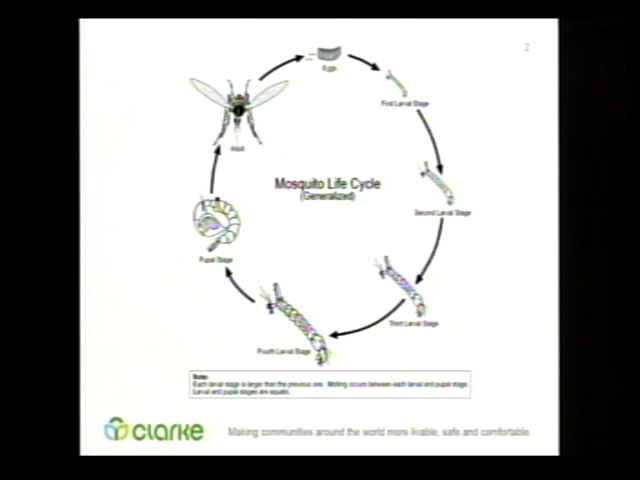 2
Eggs
First Larval Stage
Adult
Mosquito Life Cycle
(Generalized)
Second Larval Stage
Pupal Stage
Third Larval Stage
Fourth Larval Stage
Note:
Each larval stage is larger than the previous one. Molting occurs between each larval and pupal stage.
Larval and pupal stages are aquatic.
clarke
Making communities around the world more livable, safe and comfortable.